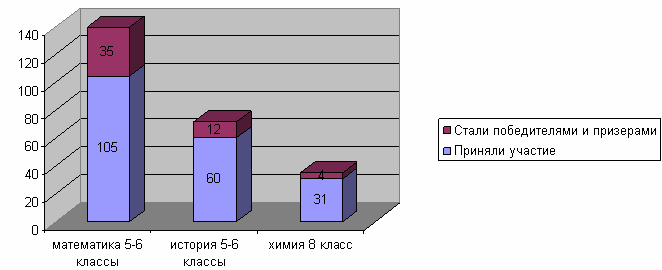 140
120
100
80
60
40
20
0
35
105
12
60
4
31
математика 5-6
классы
история 5-6
классы
химия 8 класс
Стали победителями и призерами
Приняли участие